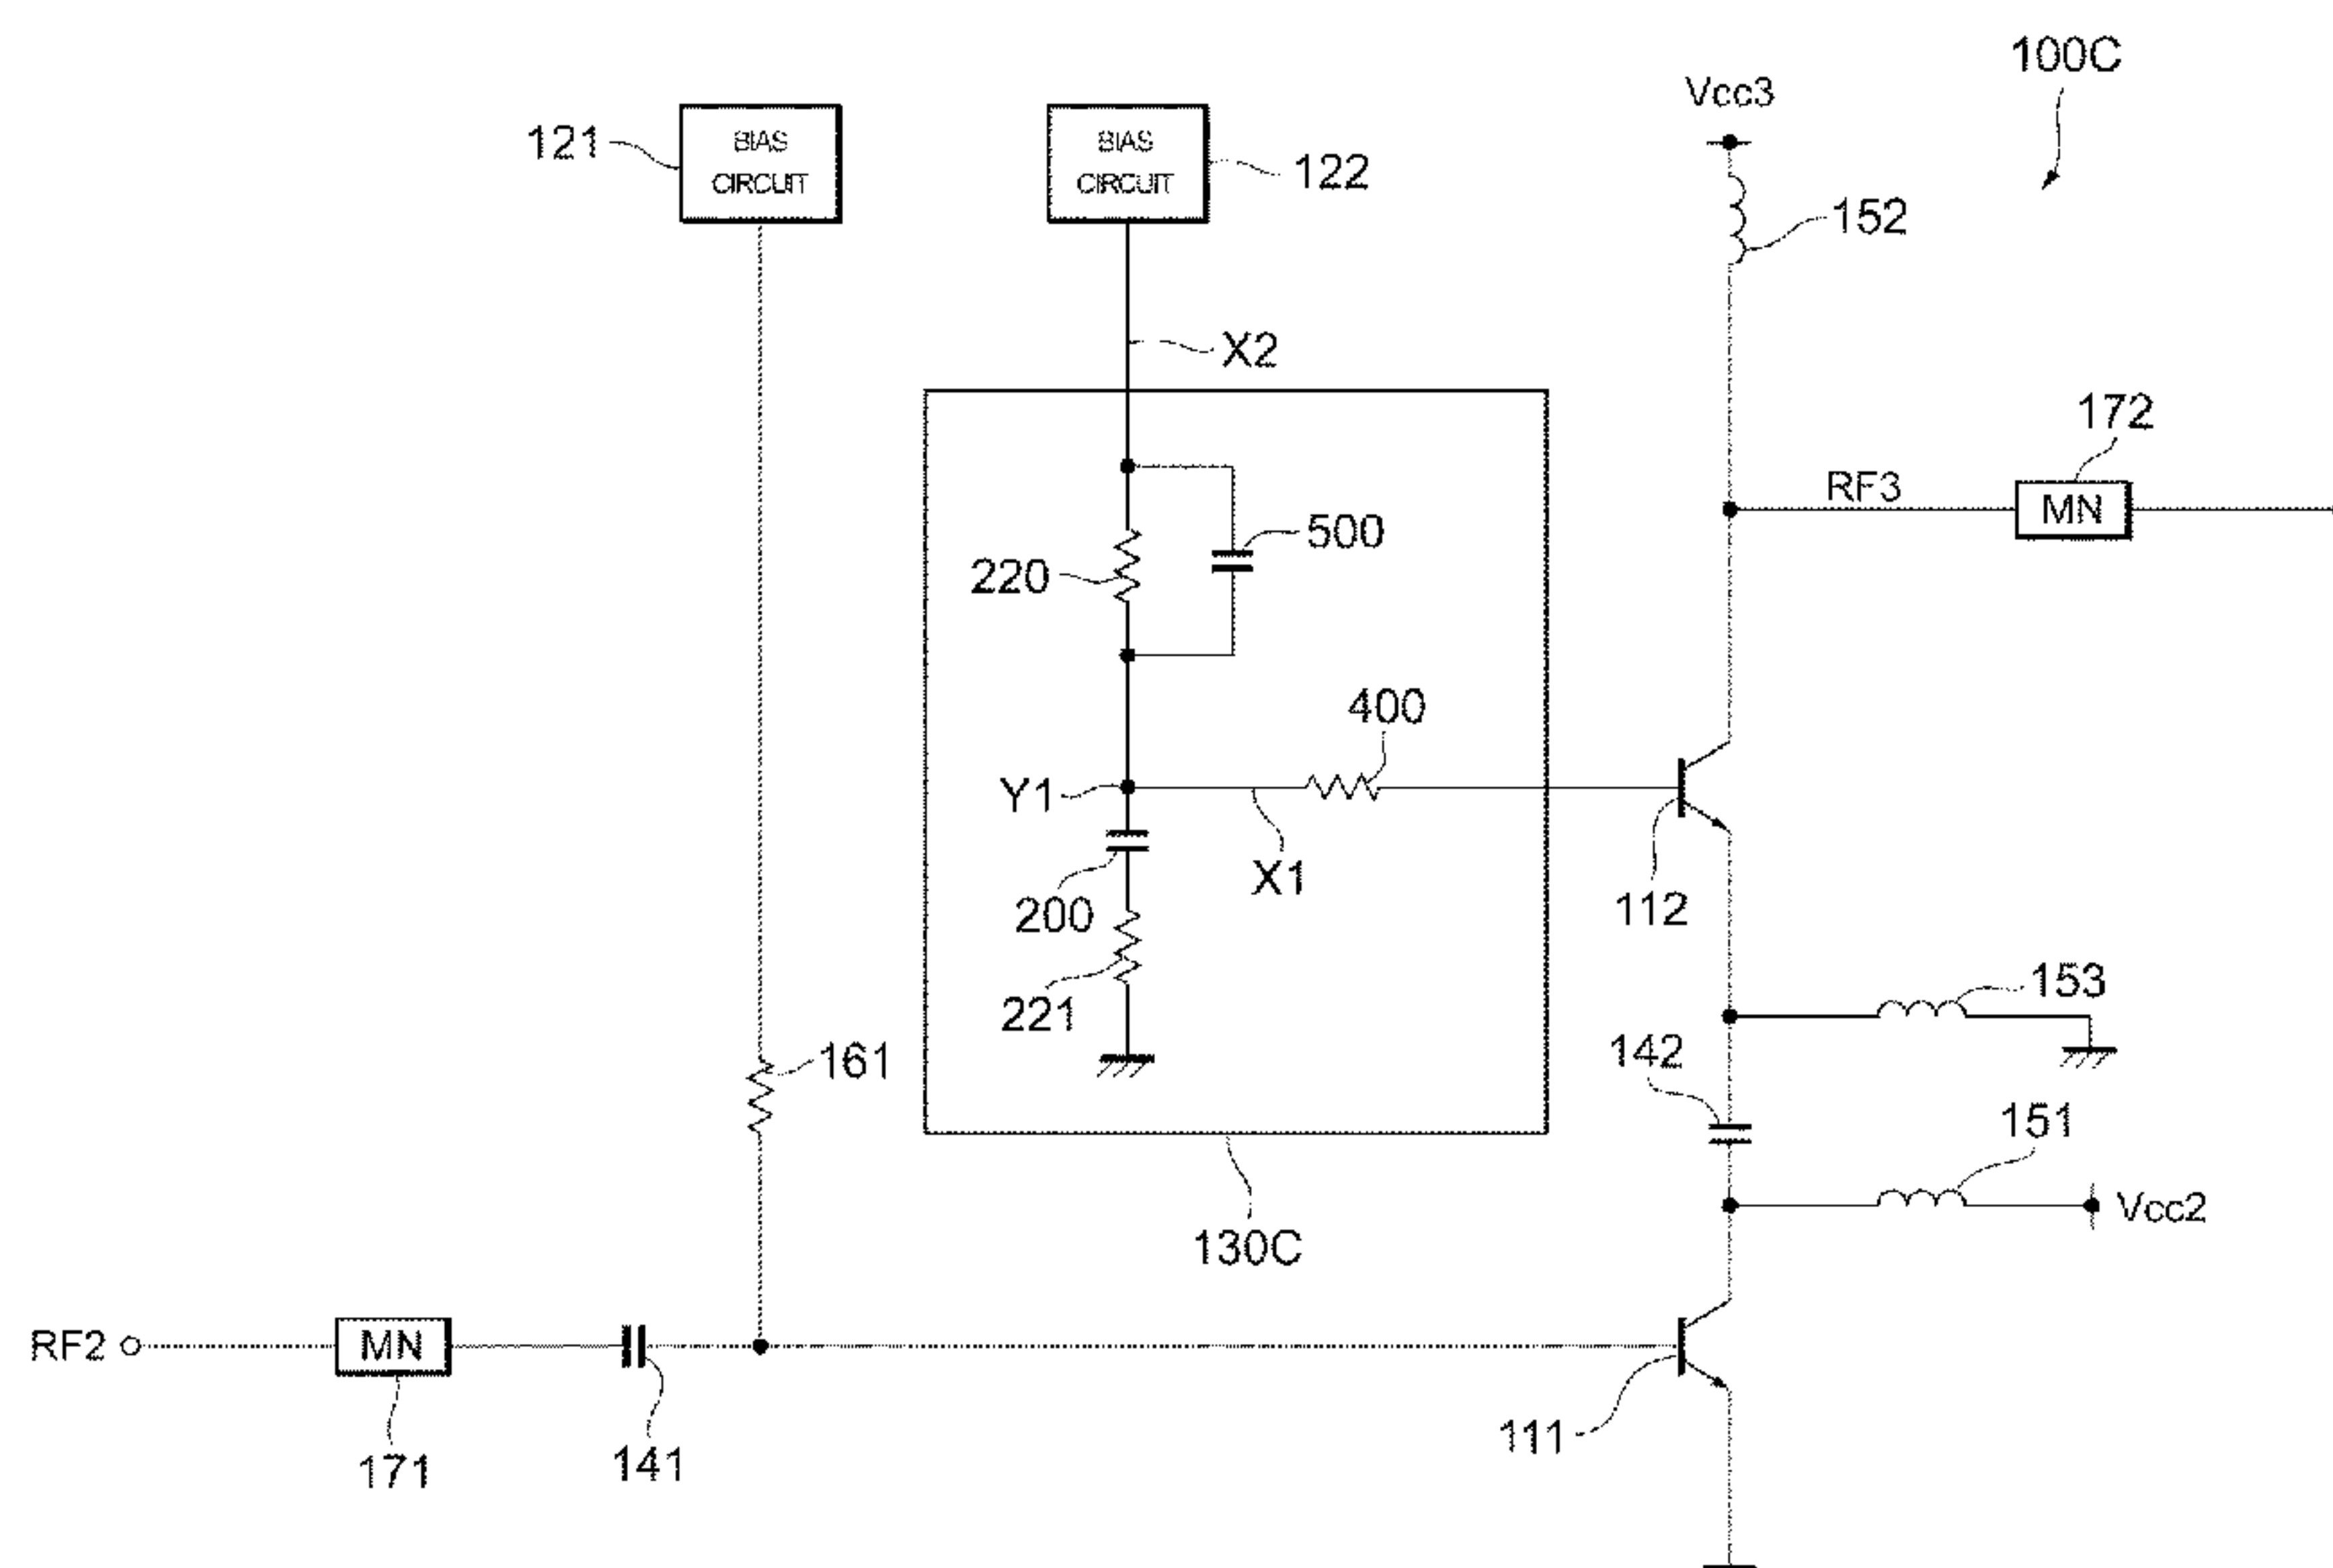 100C
Vcc3
121
BIAS
CIRCUIT
BIAS
CIRCUIT
122
152
X2
172
RF3
MN
500
220
400
Y1
X1
200
112
221
153
142
161
151
Vcc2
130C
RF2
MN
111
171
141